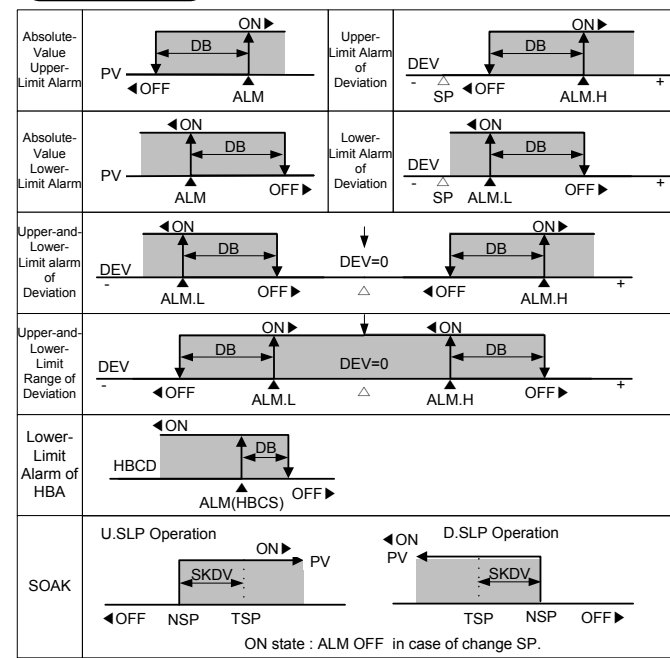 Absolute-
Value
Upper-
Limit Alarm
PV
ON▶
DB
◀OFF
ALM
Upper-
Limit Alarm
of
Deviation
DEV
-
SP
ON▶
DB
◀OFF
ALM.H
+
Absolute-
Value
Lower-
Limit Alarm
PV
◀ON
DB
ALM
OFF▶
Lower-
Limit Alarm
of
Deviation
DEV
-
SP
◀ON
DB
ALM.L
OFF▶
+
Upper-and-
Lower-
Limit alarm
of
Deviation
DEV
-
◀ON
DB
ALM.L
OFF▶
DEV=0
ON▶
DB
◀OFF
ALM.H
+
Upper-and-
Lower-
Limit
Range of
Deviation
DEV
-
ON▶
DB
◀OFF
ALM.L
DEV=0
◀ON
DB
ALM.H
OFF▶
+
Lower-
Limit
Alarm of
HBA
HBCD
◀ON
DB
ALM(HBCS)
OFF▶
SOAK
U.SLP Operation
ON▶
PV
SKDV
◀OFF NSP TSP
D.SLP Operation
◀ON
PV
SKDV
TSP NSP OFF▶
ON state : ALM OFF in case of change SP.